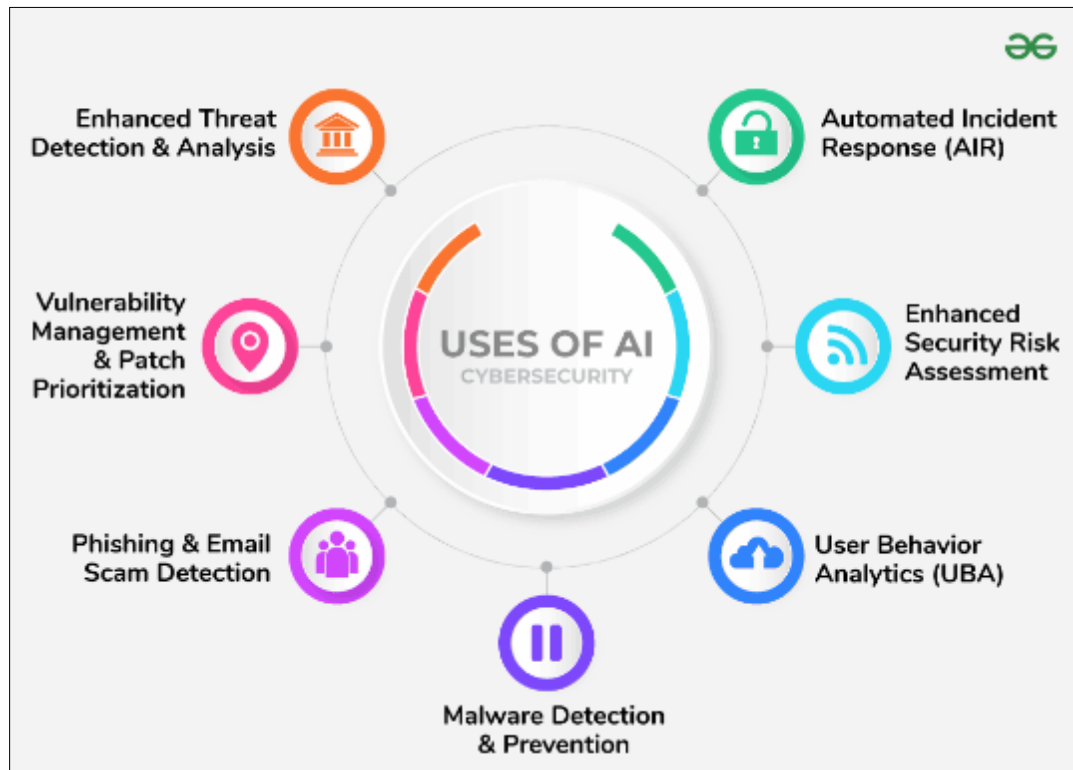 Enhanced Threat
Detection & Analysis
Automated Incident
Response (AIR)
Vulnerability
Management
& Patch
Prioritization
USES OF AI
CYBERSECURITY
Enhanced
Security Risk
Assessment
Phishing & Email
Scam Detection
User Behavior
Analytics (UBA)
Malware Detection
& Prevention